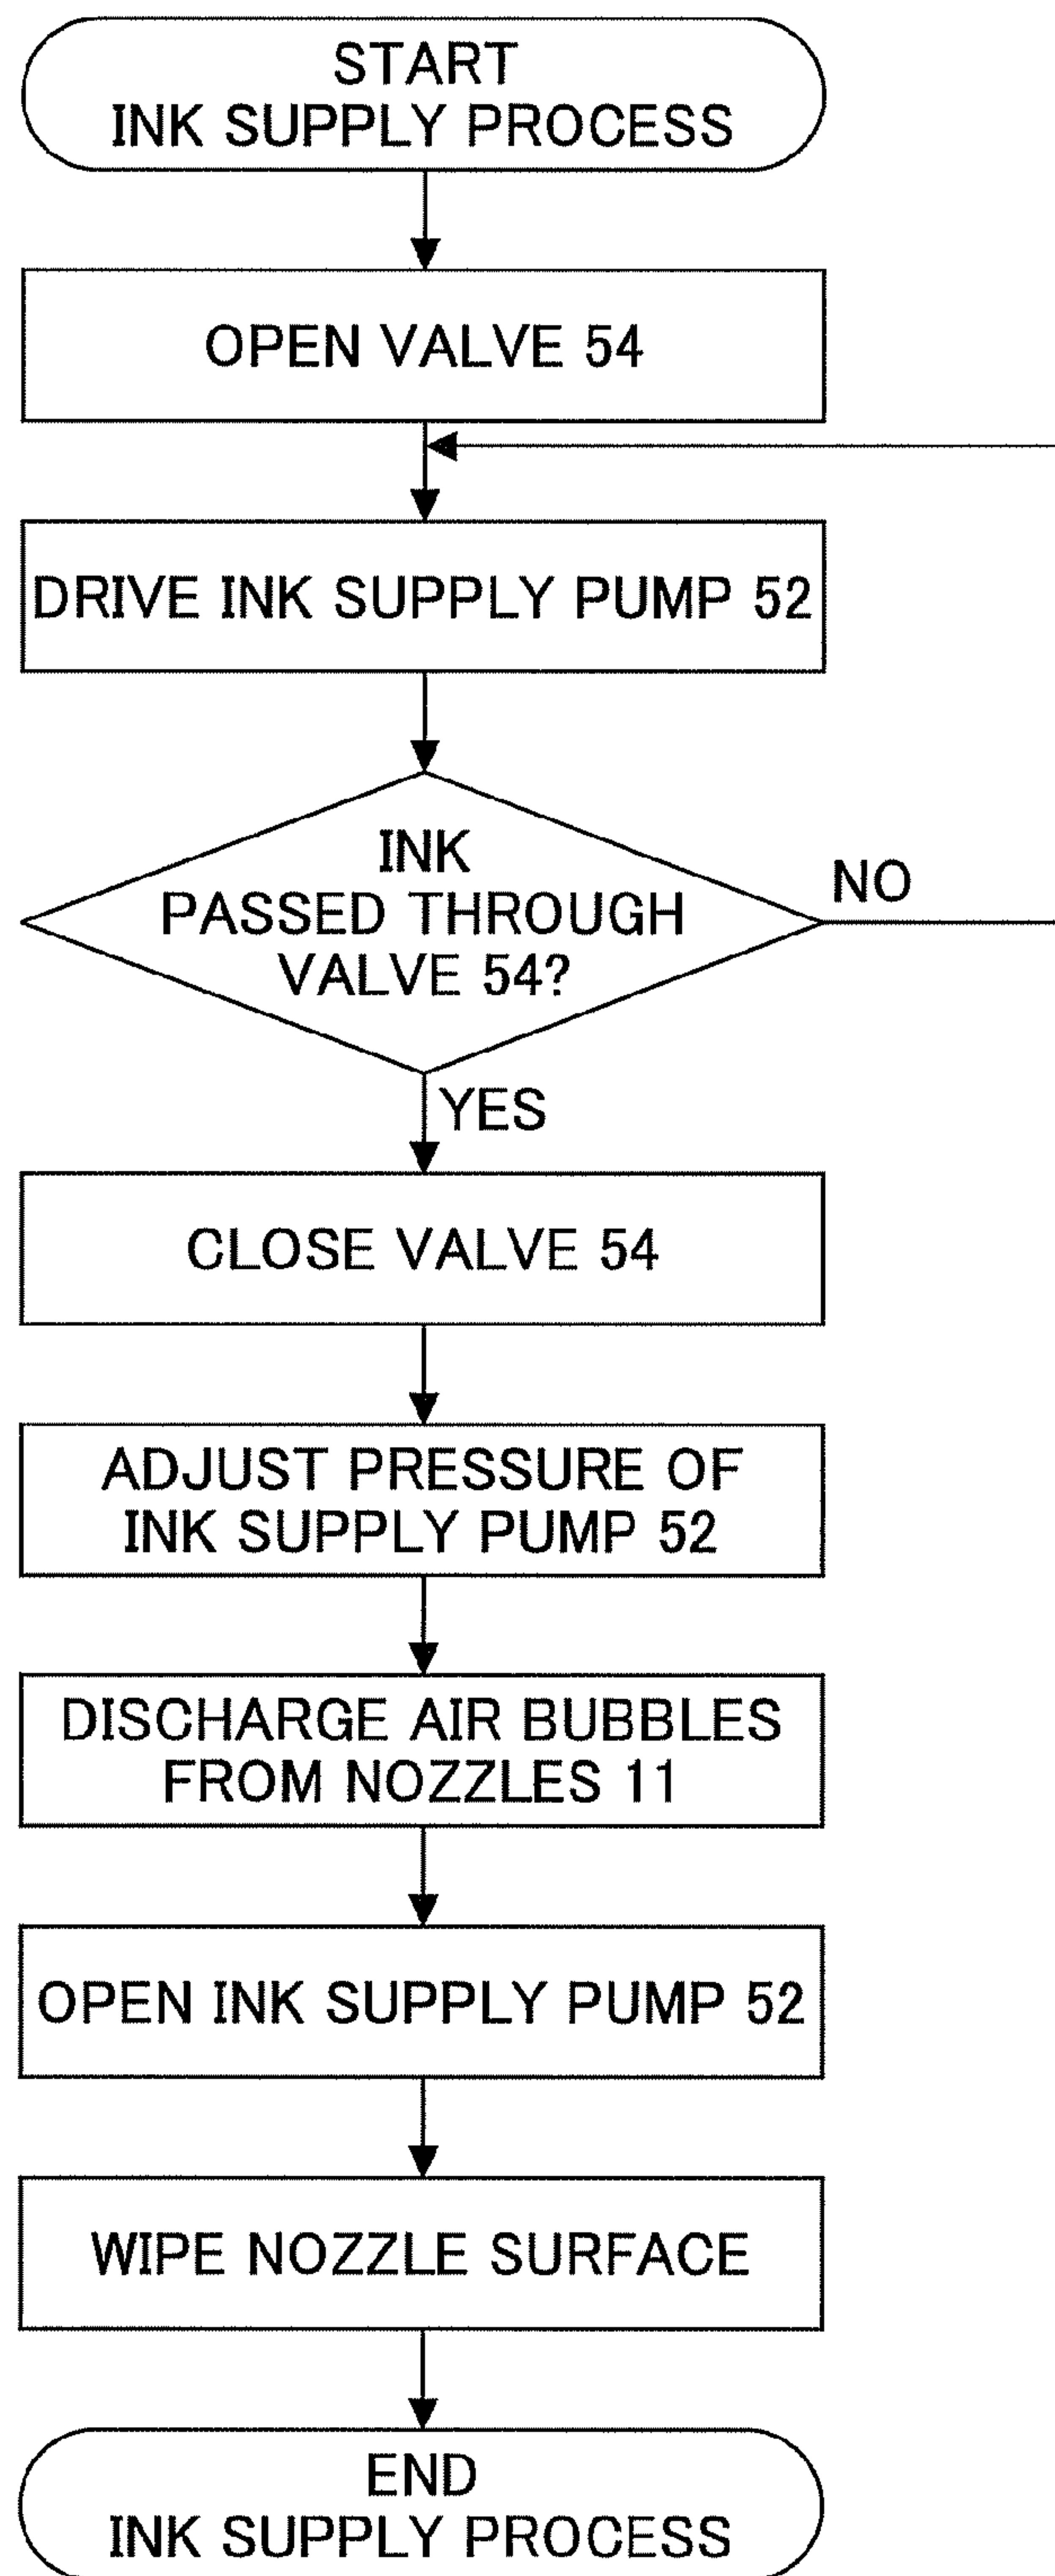 START
INK SUPPLY PROCESS
OPEN VALVE 54
DRIVE INK SUPPLY PUMP 52
INK
PASSED THROUGH
VALVE 54?
NO
YES
CLOSE VALVE 54
ADJUST PRESSURE OF
INK SUPPLY PUMP 52
DISCHARGE AIR BUBBLES
FROM NOZZLES 11
OPEN INK SUPPLY PUMP 52
WIPE NOZZLE SURFACE
END
INK SUPPLY PROCESS